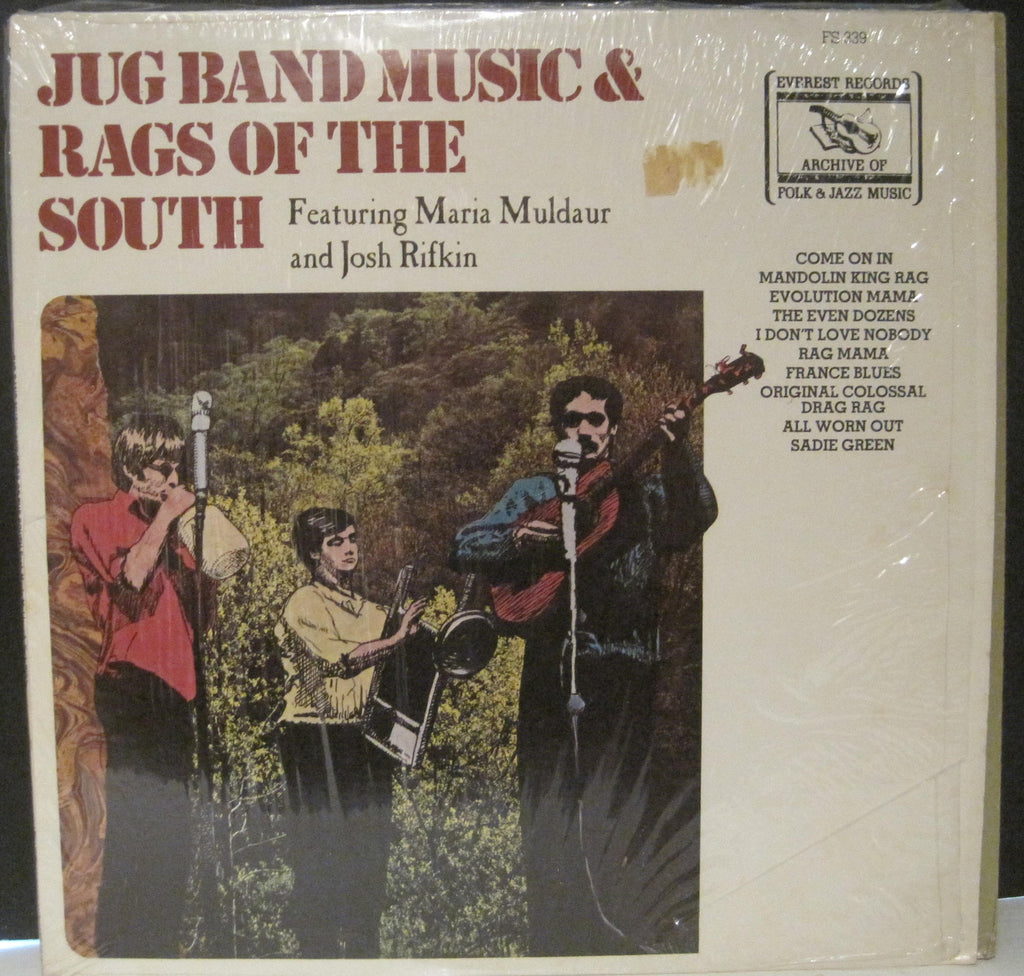 JUG BAND MUSIC &
RAGS OF THE
SOUTH
Featuring Maria Muldaur
and Josh Rifkin
FS 339
EVEREST RECORDS
ARCHIVE OF
FOLK & JAZZ MUSIC
COME ON IN
MANDOLIN KING RAG
EVOLUTION MAMA
THE EVEN DOZENS
I DON'T LOVE NOBODY
RAG MAMA
FRANCE BLUES
ORIGINAL COLOSSAL
DRAG RAG
ALL WORN OUT
SADIE GREEN